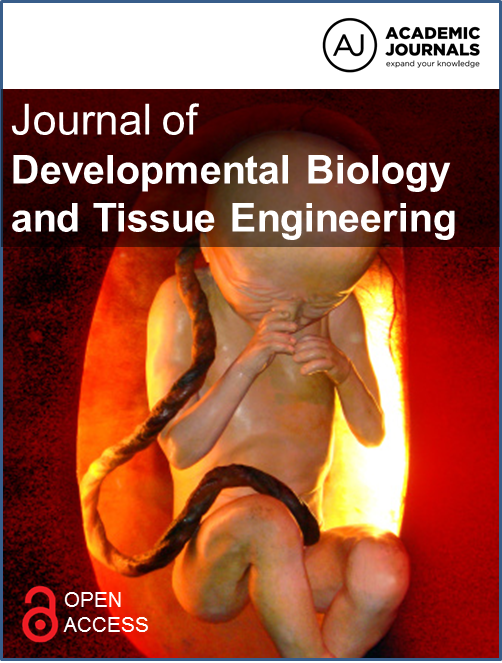 AJ
ACADEMIC
JOURNALS
expand your knowledge
Journal of
Developmental Biology
and Tissue Engineering
OPEN
ACCESS